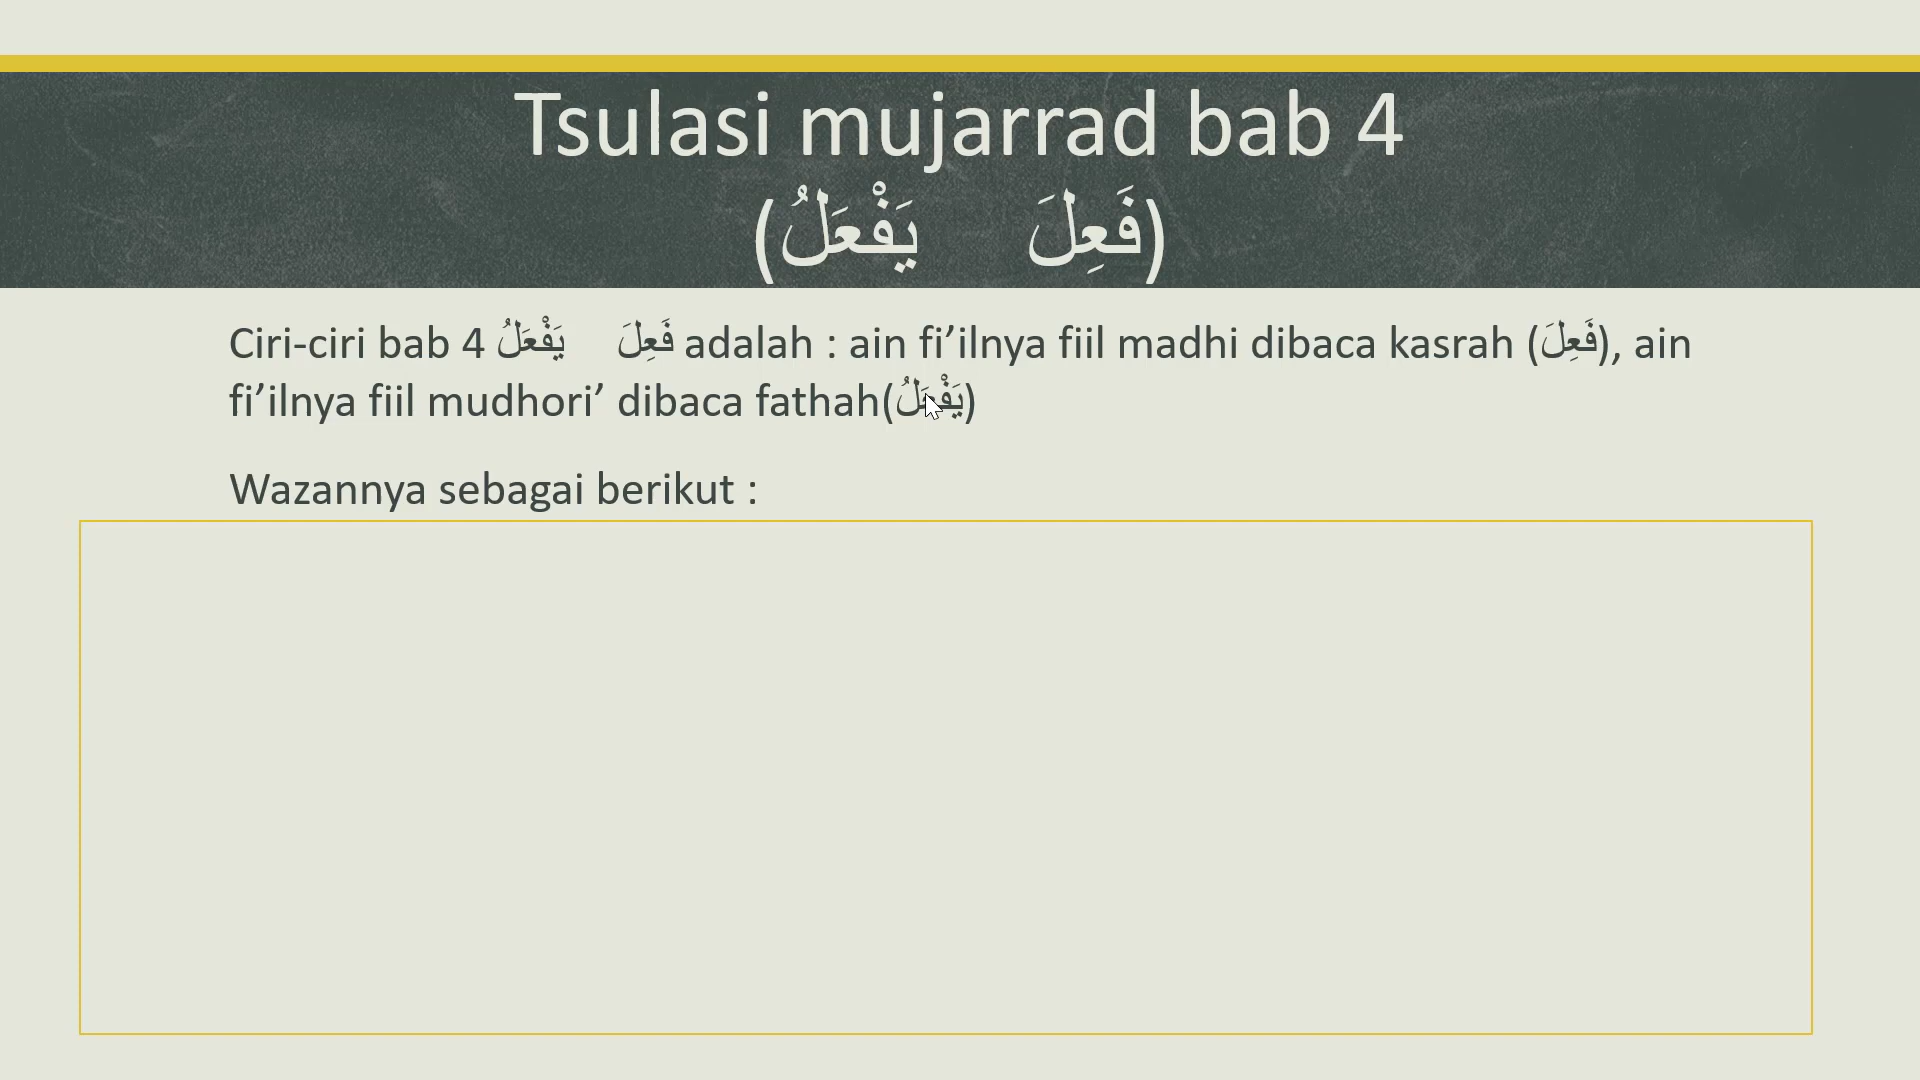 Tsulasi mujarrad bab 4
(فَعِلَ يَفْعَلُ)
Ciri-ciri bab 4 فَعِلَ يَفْعَلُ adalah : ain fi’ilnya fiil madhi dibaca kasrah (فَعِلَ), ain
fi’ilnya fiil mudhori’ dibaca fathah(يَفْعَلُ)
Wazannya sebagai berikut :